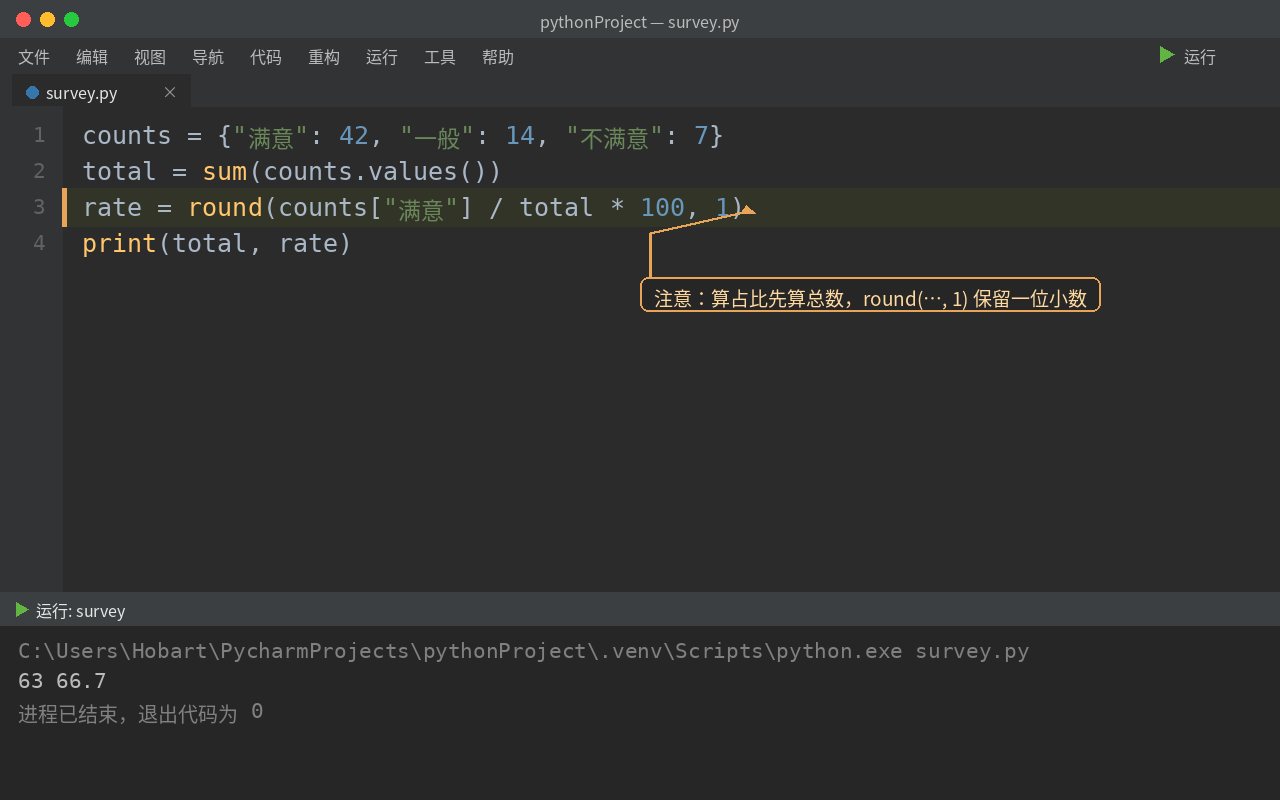 pythonProject — survey.py
文件 编辑 视图 导航 代码 重构 运行 工具 帮助 运行
survey.py ×
1 counts = {"满意": 42, "一般": 14, "不满意": 7}
2 total = sum(counts.values())
3 rate = round(counts["满意"] / total * 100, 1)
4 print(total, rate)
注意：算占比先算总数，round(…, 1) 保留一位小数
运行: survey
C:\Users\Hobart\PycharmProjects\pythonProject\.venv\Scripts\python.exe survey.py
63 66.7
进程已结束，退出代码为 0